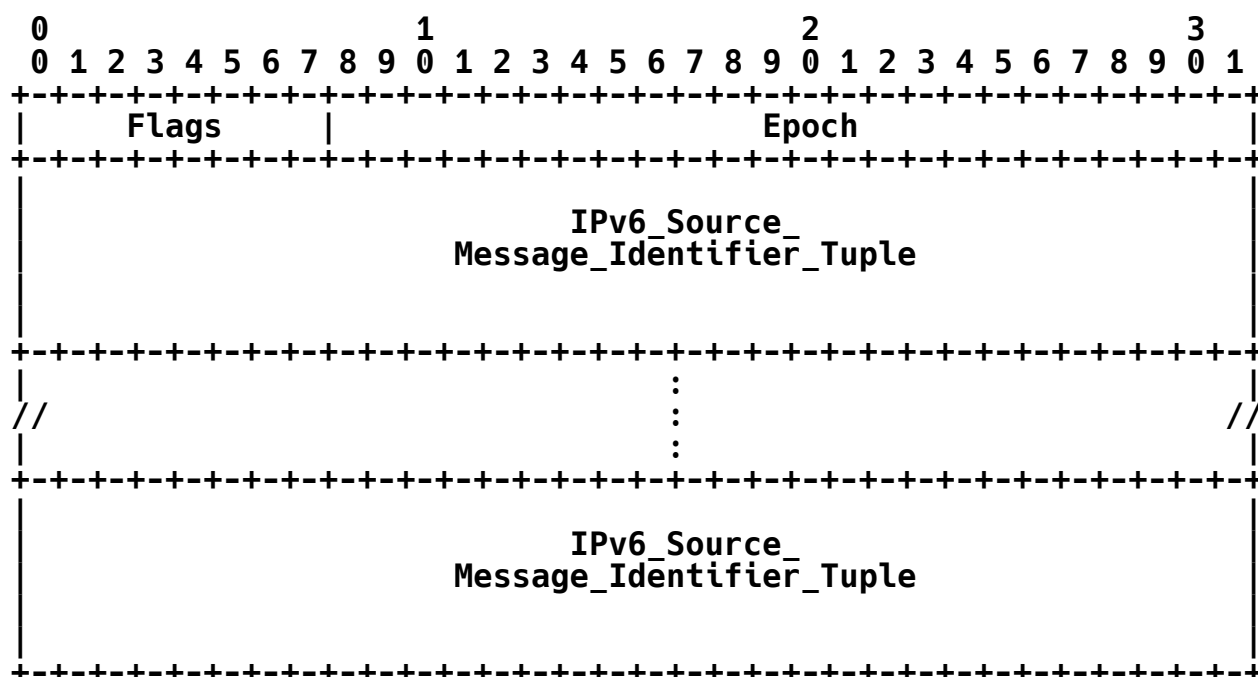 0                   1                   2                   3
 0 1 2 3 4 5 6 7 8 9 0 1 2 3 4 5 6 7 8 9 0 1 2 3 4 5 6 7 8 9 0 1
+-+-+-+-+-+-+-+-+-+-+-+-+-+-+-+-+-+-+-+-+-+-+-+-+-+-+-+-+-+-+-+-+
|     Flags     |                     Epoch                     |
+-+-+-+-+-+-+-+-+-+-+-+-+-+-+-+-+-+-+-+-+-+-+-+-+-+-+-+-+-+-+-+-+
|                                                               |
|                         IPv6_Source_                          |
|                   Message_Identifier_Tuple                    |
|                                                               |
|                                                               |
+-+-+-+-+-+-+-+-+-+-+-+-+-+-+-+-+-+-+-+-+-+-+-+-+-+-+-+-+-+-+-+-+
|                                 :                             |
//                                :                            //
|                                 :                             |
+-+-+-+-+-+-+-+-+-+-+-+-+-+-+-+-+-+-+-+-+-+-+-+-+-+-+-+-+-+-+-+-+
|                                                               |
|                         IPv6_Source_                          |
|                   Message_Identifier_Tuple                    |
|                                                               |
|                                                               |
+-+-+-+-+-+-+-+-+-+-+-+-+-+-+-+-+-+-+-+-+-+-+-+-+-+-+-+-+-+-+-+-+